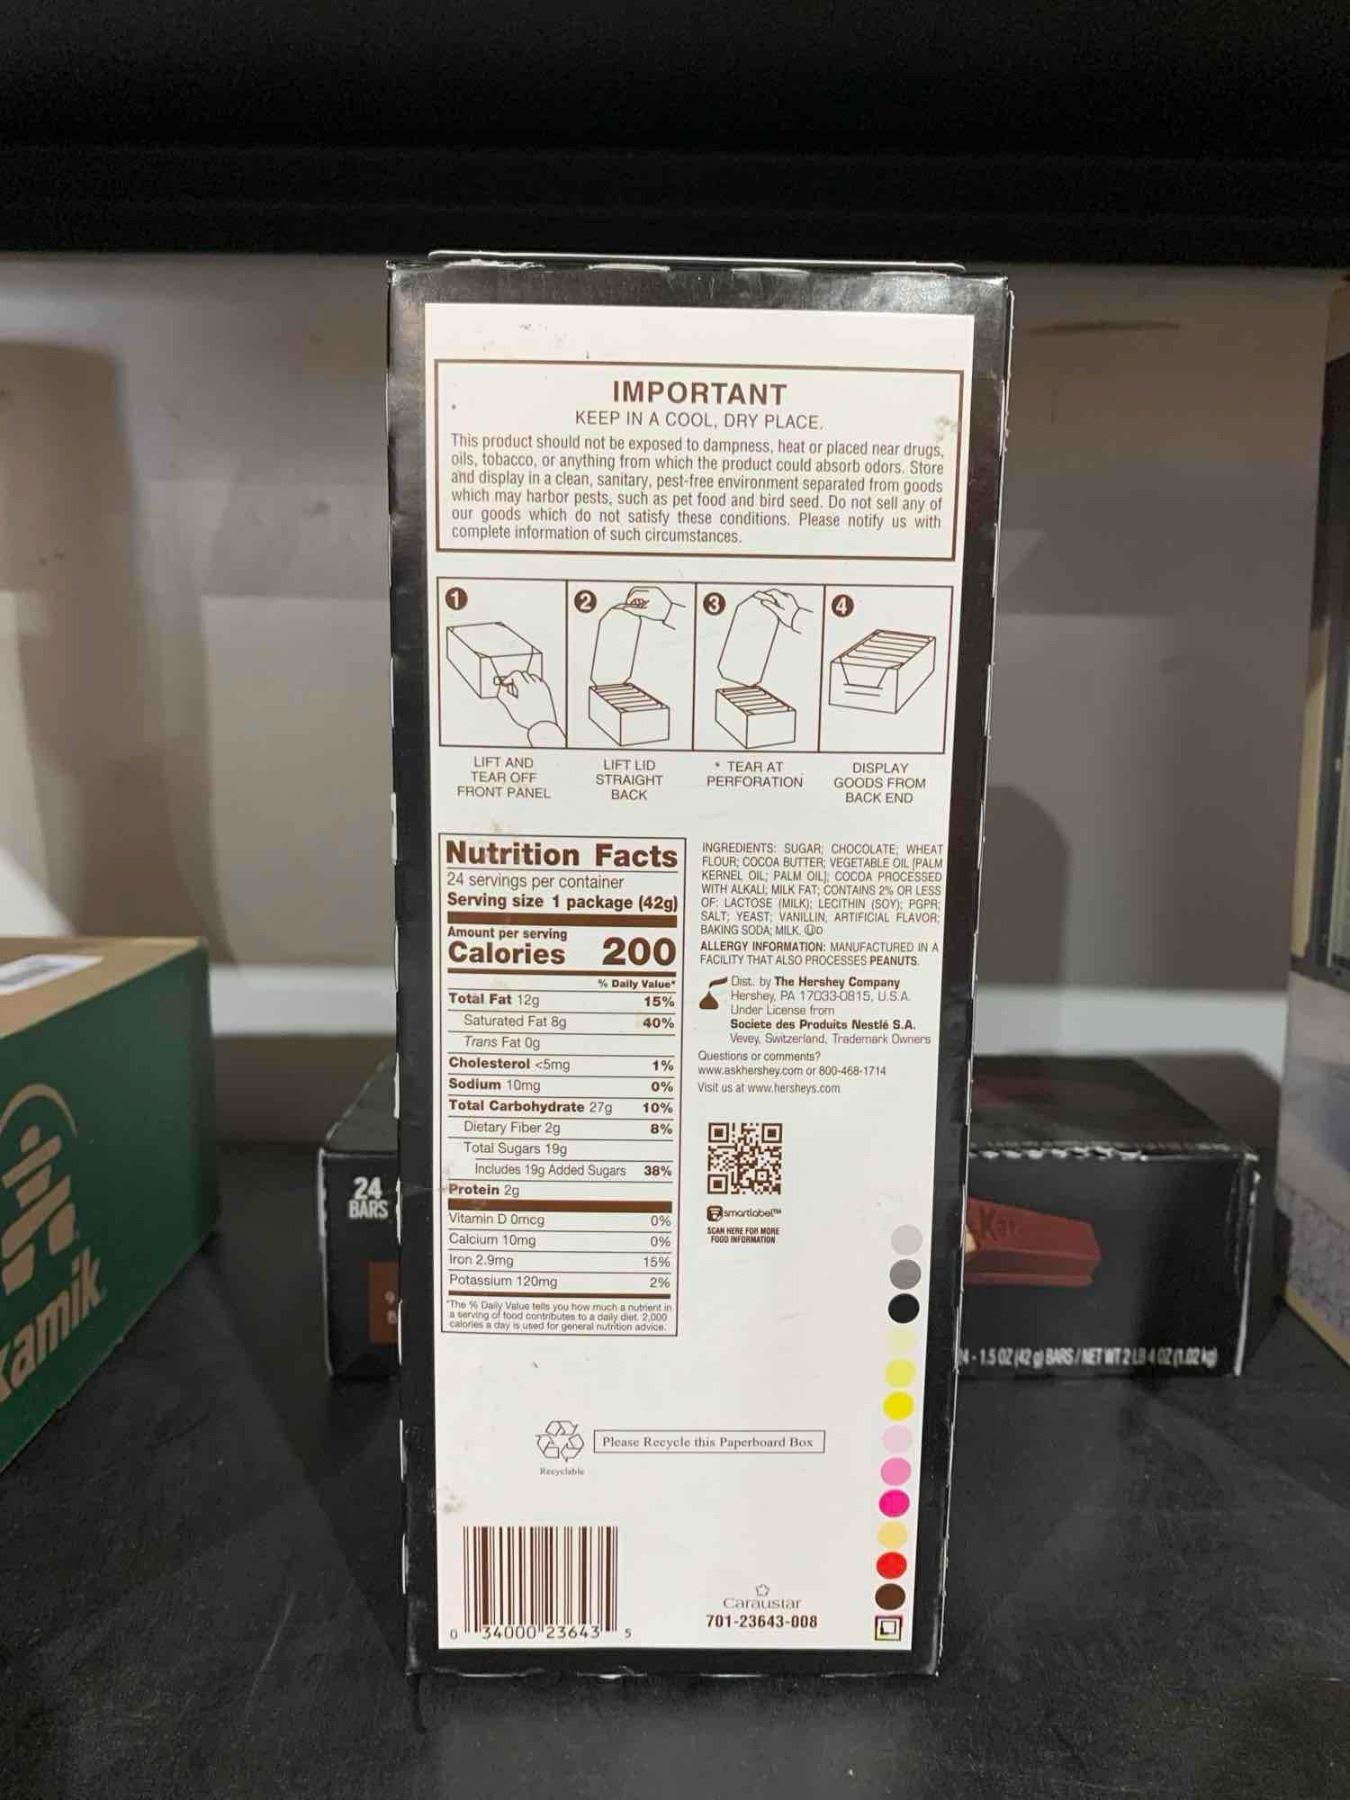 IMPORTANT
KEEP IN A COOL, DRY PLACE.
This product should not be exposed to dampness, heat or placed near drugs,
oils, tobacco, or anything from which the product could absorb odors. Store
and display in a clean, sanitary, pest-free environment separated from goods
which may harbor pests, such as pet food and bird seed. Do not sell any of
our goods which do not satisfy these conditions. Please notify us with
complete information of such circumstances.
1
2
3
4
LIFT AND
TEAR OFF
FRONT PANEL
LIFT LID
STRAIGHT
BACK
* TEAR AT
PERFORATION
DISPLAY
GOODS FROM
BACK END
Nutrition Facts
24 servings per container
Serving size 1 package (42g)
Amount per serving
Calories 200
% Daily Value*
Total Fat 12g 15%
Saturated Fat 8g 40%
Trans Fat 0g
Cholesterol <5mg 1%
Sodium 10mg 0%
Total Carbohydrate 27g 10%
Dietary Fiber 2g 8%
Total Sugars 19g
Includes 19g Added Sugars 38%
Protein 2g
Vitamin D 0mcg 0%
Calcium 10mg 0%
Iron 2.9mg 15%
Potassium 120mg 2%
*The % Daily Value tells you how much a nutrient in
a serving of food contributes to a daily diet. 2,000
calories a day is used for general nutrition advice.
INGREDIENTS: SUGAR; CHOCOLATE; WHEAT
FLOUR; COCOA BUTTER; VEGETABLE OIL [PALM
KERNEL OIL; PALM OIL]; COCOA PROCESSED
WITH ALKALI; MILK FAT; CONTAINS 2% OR LESS
OF: LACTOSE (MILK); LECITHIN (SOY); PGPR;
SALT; YEAST; VANILLIN, ARTIFICIAL FLAVOR;
BAKING SODA; MILK. ⓊD
ALLERGY INFORMATION: MANUFACTURED IN A
FACILITY THAT ALSO PROCESSES PEANUTS.
Dist. by The Hershey Company
Hershey, PA 17033-0815, U.S.A.
Under License from
Societe des Produits Nestlé S.A.
Vevey, Switzerland, Trademark Owners
Questions or comments?
www.askhershey.com or 800-468-1714
Visit us at www.hersheys.com
smartlabel™
SCAN HERE FOR MORE
FOOD INFORMATION
Recyclable
Please Recycle this Paperboard Box
0 34000 23643 5
Caraustar
701-23643-008
24
BARS
Kamik
Kit
24 - 1.5 OZ (42 g) BARS / NET WT 2 LB 4 OZ (1.02 kg)